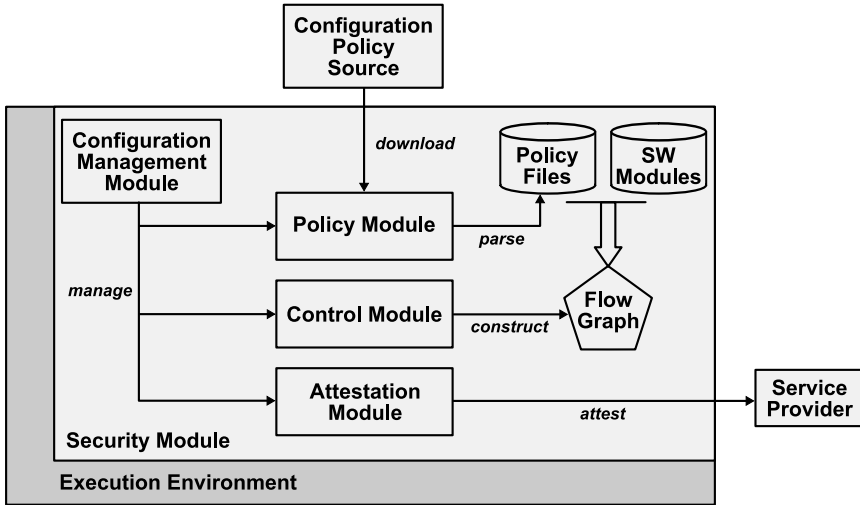 Configuration
Policy
Source
Configuration
Management
Module
download
Policy
Files
SW
Modules
Policy Module
parse
manage
Control Module
construct
Flow
Graph
Attestation
Module
attest
Service
Provider
Security Module
Execution Environment